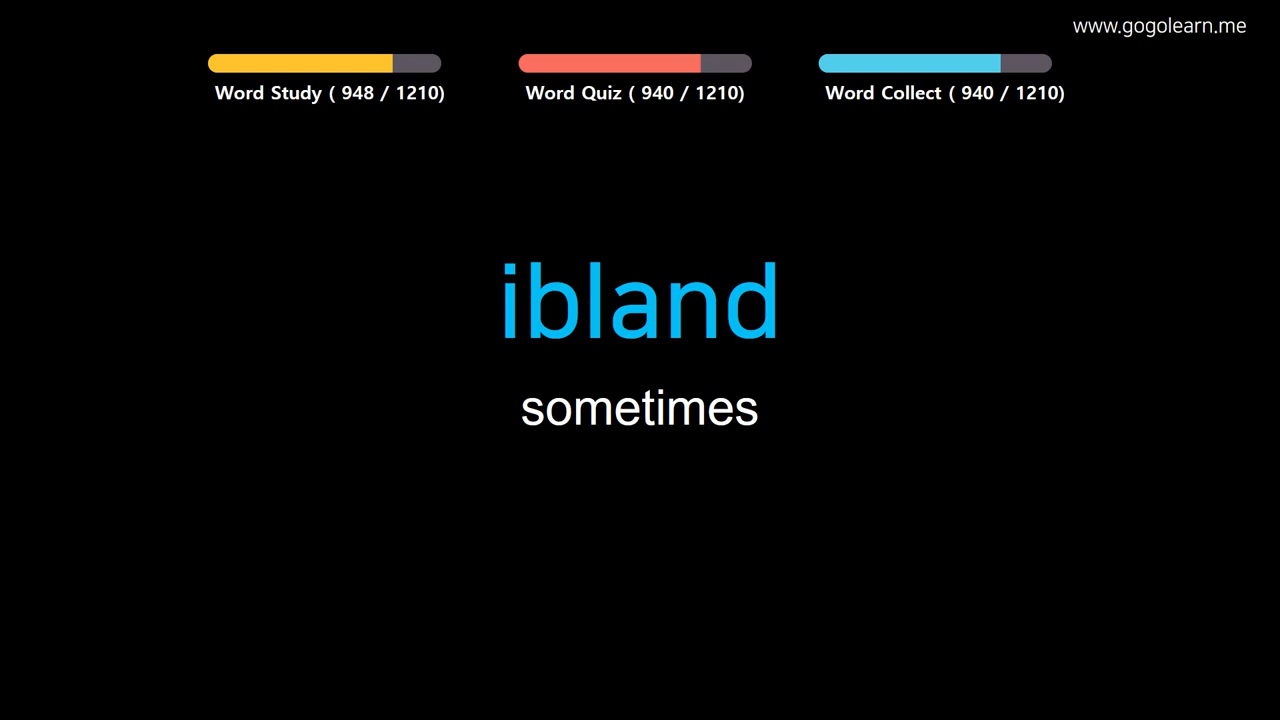 www.gogolearn.me
Word Study ( 948 / 1210)
Word Quiz ( 940 / 1210)
Word Collect ( 940 / 1210)
ibland
sometimes